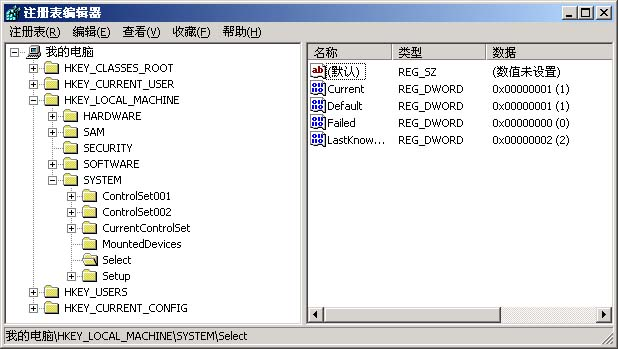 注册表编辑器
注册表(R) 编辑(E) 查看(V) 收藏(F) 帮助(H)
我的电脑
HKEY_CLASSES_ROOT
HKEY_CURRENT_USER
HKEY_LOCAL_MACHINE
HARDWARE
SAM
SECURITY
SOFTWARE
SYSTEM
ControlSet001
ControlSet002
CurrentControlSet
MountedDevices
Select
Setup
HKEY_USERS
HKEY_CURRENT_CONFIG
名称 类型 数据
ab (默认) REG_SZ (数值未设置)
Current REG_DWORD 0x00000001 (1)
Default REG_DWORD 0x00000001 (1)
Failed REG_DWORD 0x00000000 (0)
LastKnow... REG_DWORD 0x00000002 (2)
我的电脑\HKEY_LOCAL_MACHINE\SYSTEM\Select